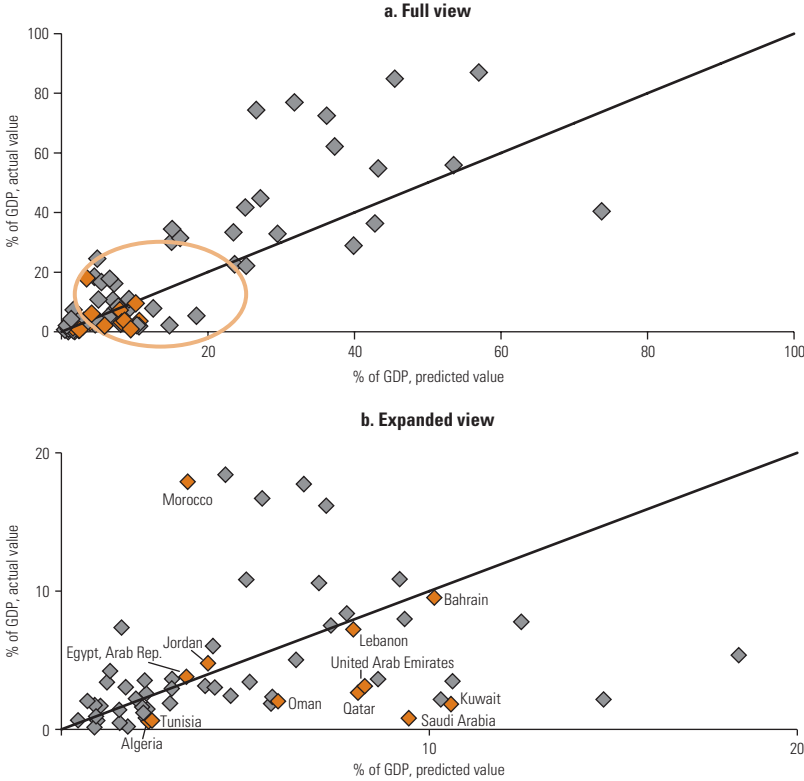 a. Full view
100
80
60
40
20
0
20
40
60
80
100
% of GDP, actual value
% of GDP, predicted value
b. Expanded view
20
10
0
10
20
% of GDP, actual value
% of GDP, predicted value
Morocco
Bahrain
Jordan
Lebanon
Egypt, Arab Rep.
United Arab Emirates
Oman
Qatar
Kuwait
Saudi Arabia
Tunisia
Algeria